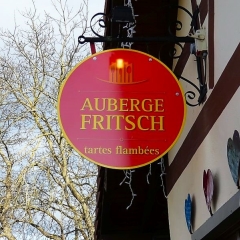 AUBERGE
FRITSCH
tartes flambées